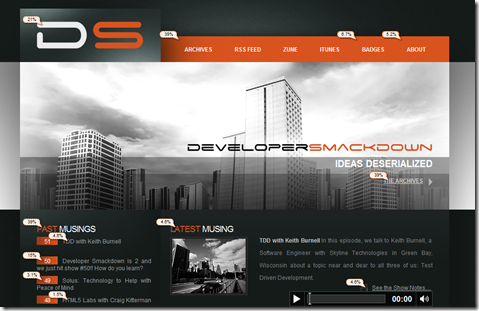 21%
DS
39%
6.7%
5.2%
ARCHIVES RSS FEED ZUNE ITUNES BADGES ABOUT
DEVELOPERSMACKDOWN
IDEAS DESERIALIZED
39%
THE ARCHIVES
39%
PAST MUSINGS
4.8%
51 TDD with Keith Burnell
15%
50 Developer Smackdown is 2 and
we just hit show #50!! How do you learn?
3.1%
49 Solus: Technology to Help with
Peace of Mind
1.8%
48 HTML5 Labs with Craig Kitterman
4.6%
LATEST MUSING
TDD with Keith Burnell In this episode, we talk to Keith Burnell, a
Software Engineer with Skyline Technologies in Green Bay,
Wisconsin about a topic near and dear to all three of us: Test
Driven Development.
4.6%
See the Show Notes...
00:00